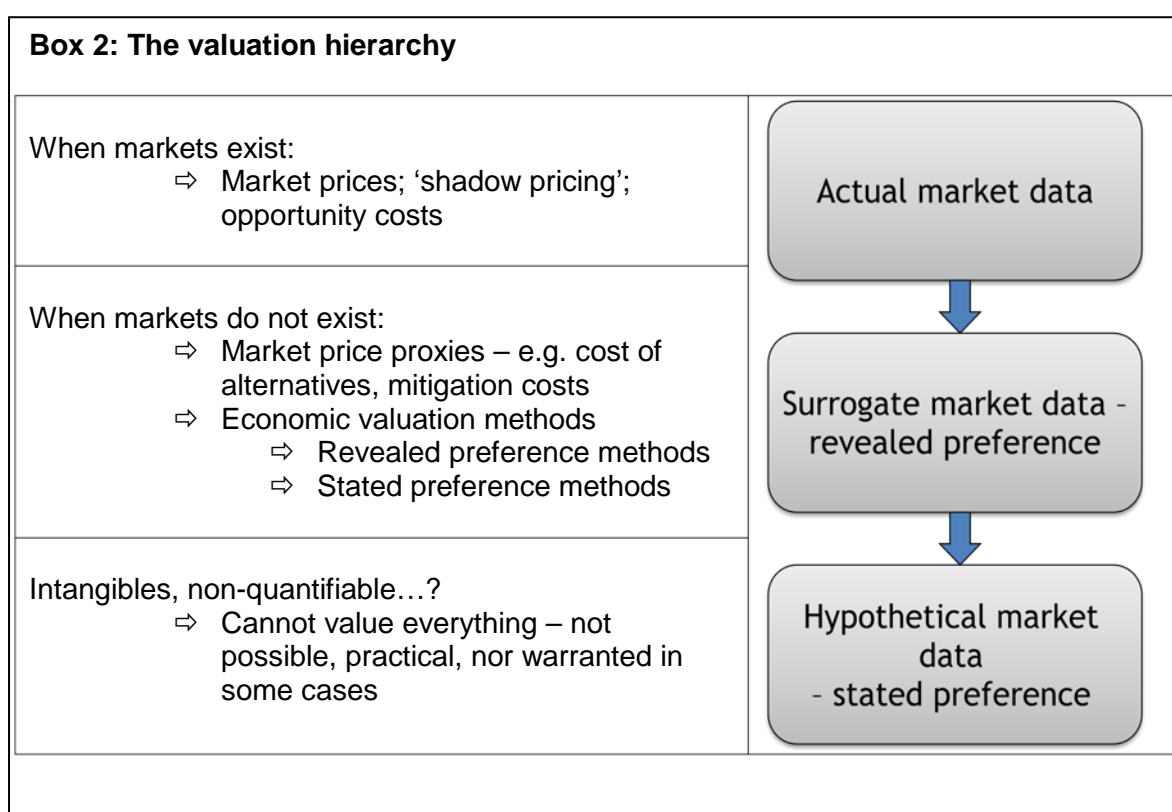 Box 2: The valuation hierarchy
When markets exist:
⇨ Market prices; ‘shadow pricing’;
opportunity costs
Actual market data
When markets do not exist:
⇨ Market price proxies – e.g. cost of
alternatives, mitigation costs
⇨ Economic valuation methods
⇨ Revealed preference methods
⇨ Stated preference methods
Surrogate market data –
revealed preference
Intangibles, non-quantifiable…?
⇨ Cannot value everything – not
possible, practical, nor warranted in
some cases
Hypothetical market
data
– stated preference